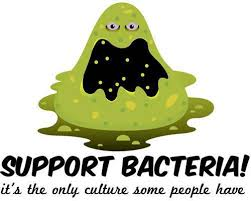 SUPPORT BACTERIA!
it's the only culture some people have